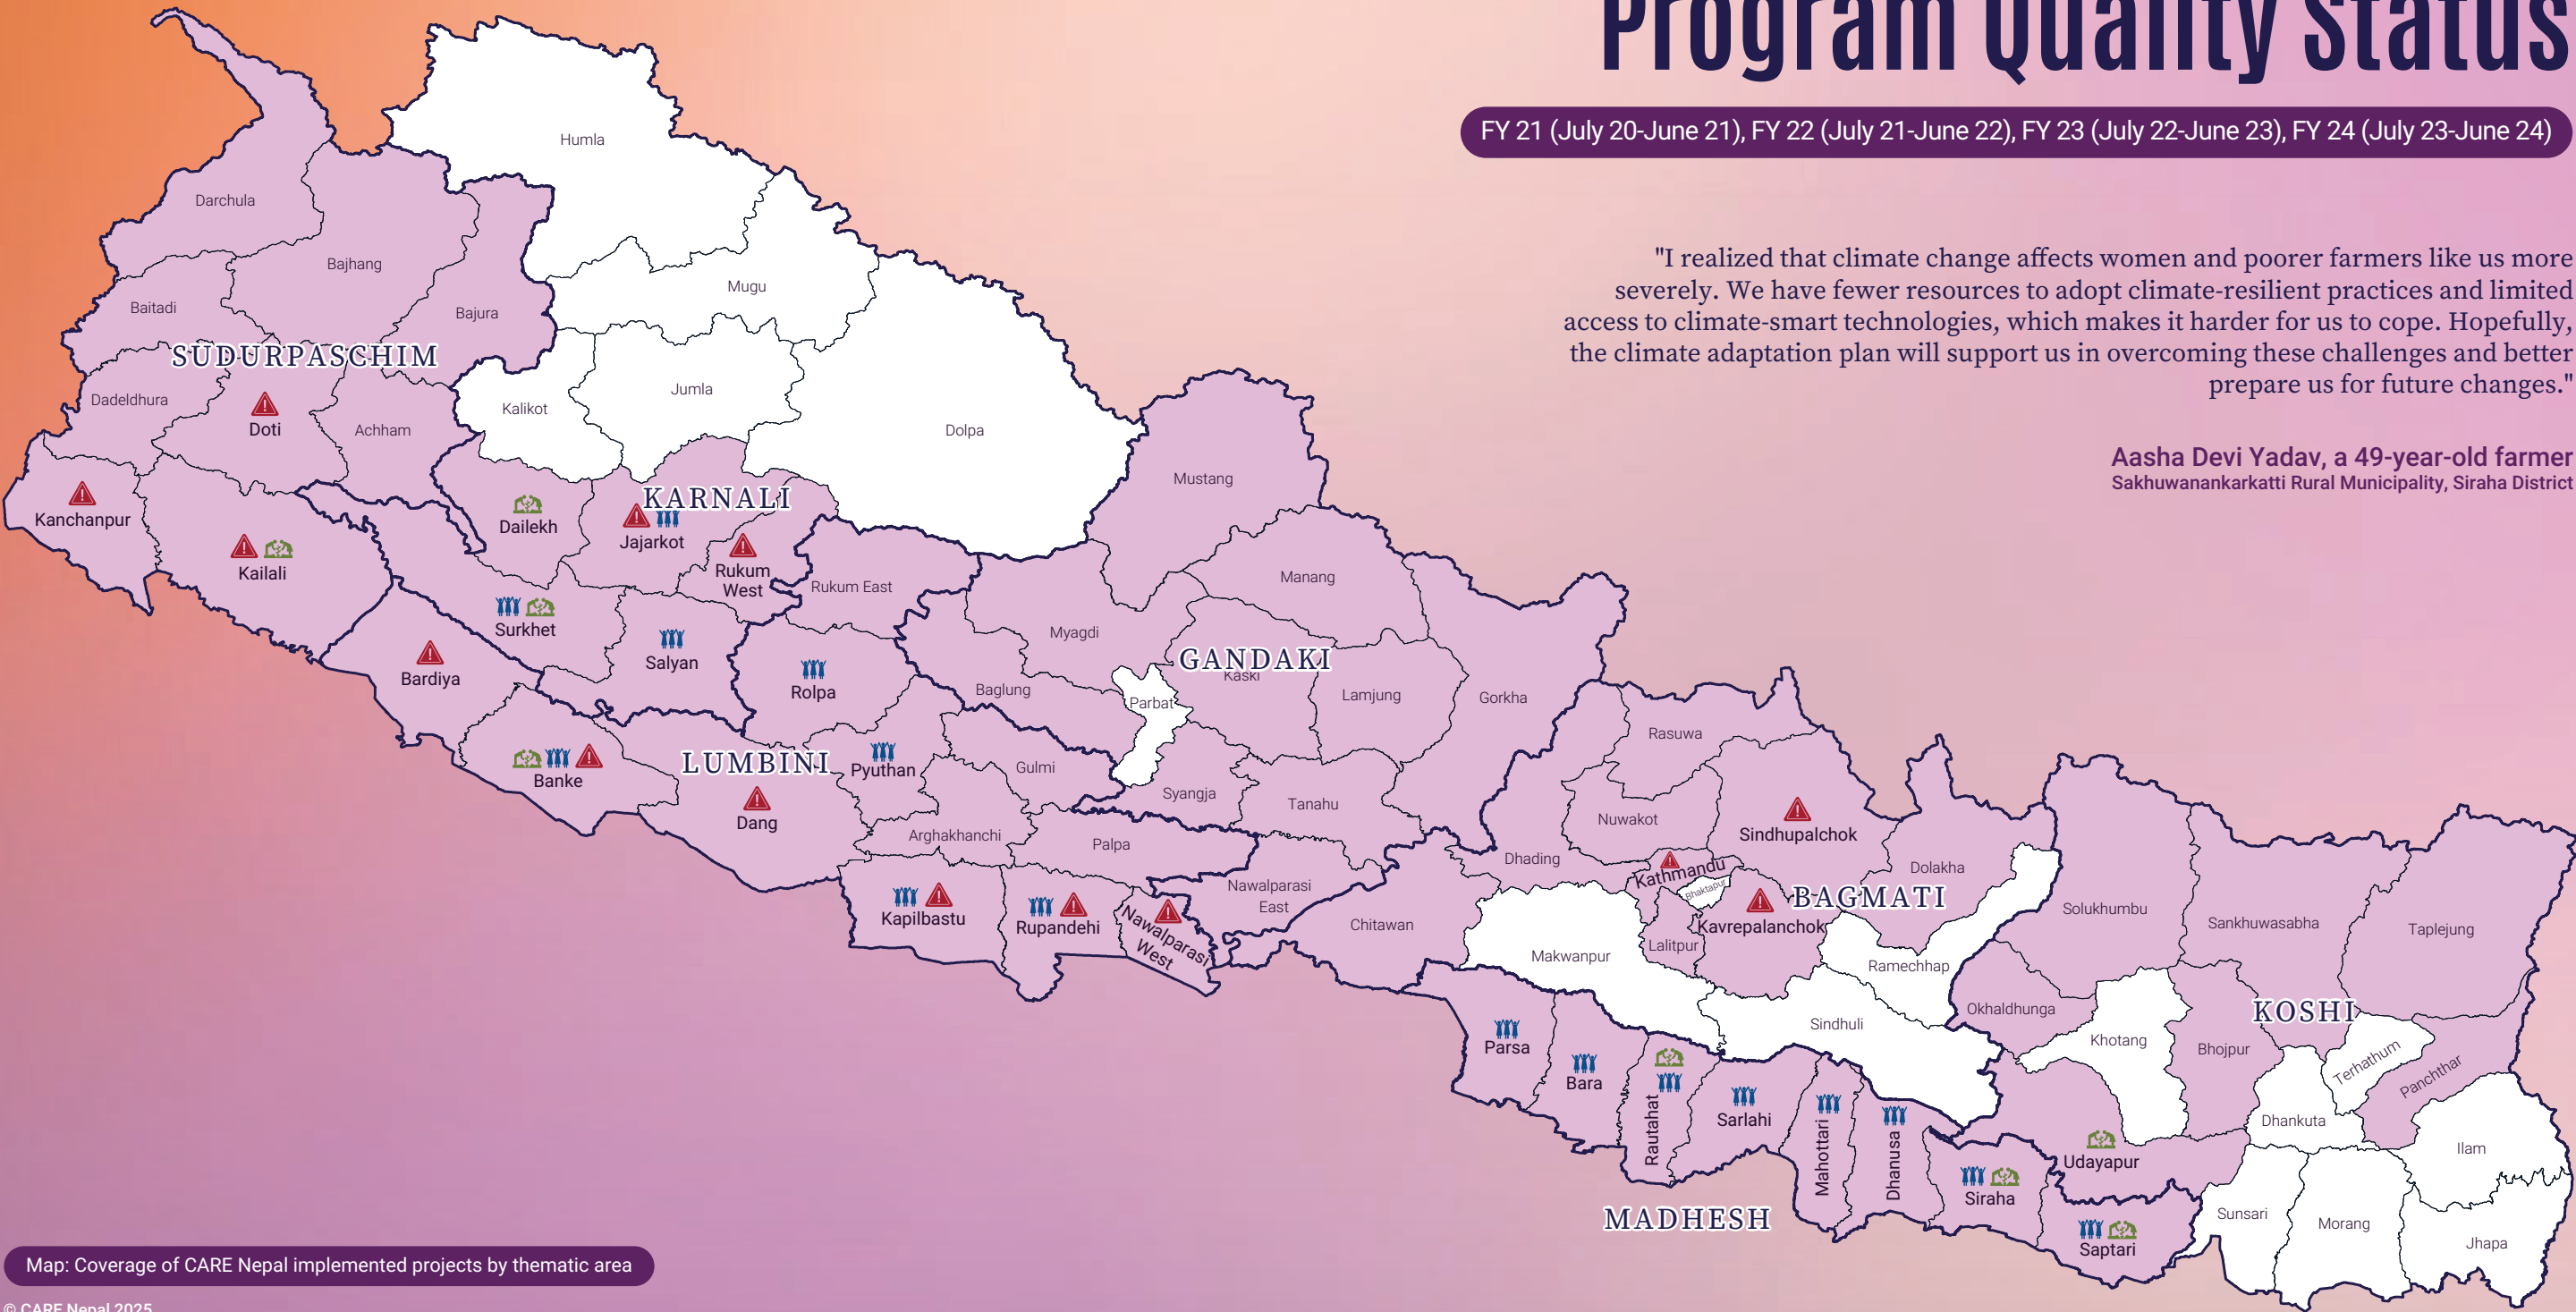 Program Quality Status
FY 21 (July 20-June 21), FY 22 (July 21-June 22), FY 23 (July 22-June 23), FY 24 (July 23-June 24)
"I realized that climate change affects women and poorer farmers like us more
severely. We have fewer resources to adopt climate-resilient practices and limited
access to climate-smart technologies, which makes it harder for us to cope. Hopefully,
the climate adaptation plan will support us in overcoming these challenges and better
prepare us for future changes."
Aasha Devi Yadav, a 49-year-old farmer
Sakhuwanankarkatti Rural Municipality, Siraha District
Humla
Darchula
Bajhang
Mugu
Baitadi
Bajura
SUDURPASCHIM
Jumla
Dadeldhura
Kalikot
Doti
Achham
Dolpa
Mustang
KARNALI
Kanchanpur
Dailekh
Jajarkot
Kailali
Rukum
West
Rukum East
Manang
Surkhet
Myagdi
Salyan
GANDAKI
Kaski
Bardiya
Rolpa
Baglung
Lamjung
Gorkha
Parbat
Rasuwa
LUMBINI
Pyuthan
Gulmi
Banke
Syangja
Tanahu
Dang
Nuwakot
Sindhupalchok
Arghakhanchi
Palpa
Dhading
Dolakha
Kathmandu
Bhaktapur
BAGMATI
Nawalparasi
East
Kapilbastu
Rupandehi
Nawalparasi
West
Chitawan
Kavrepalanchok
Lalitpur
Solukhumbu
Sankhuwasabha
Taplejung
Makwanpur
Ramechhap
Okhaldhunga
KOSHI
Sindhuli
Khotang
Bhojpur
Terhathum
Panchthar
Parsa
Bara
Rautahat
Sarlahi
Mahottari
Dhanusa
Dhankuta
Ilam
Udayapur
Siraha
MADHESH
Sunsari
Morang
Saptari
Jhapa
Map: Coverage of CARE Nepal implemented projects by thematic area
© CARE Nepal 2025